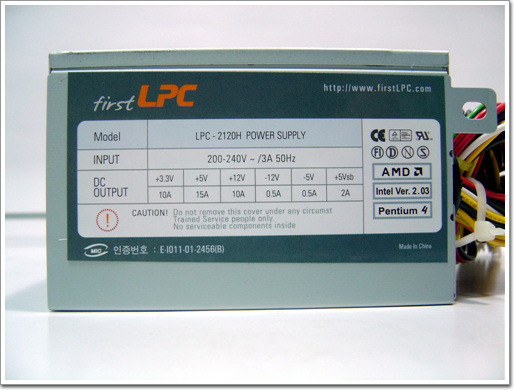 first LPC
http://www.firstLPC.com
Model LPC - 2120H POWER SUPPLY
INPUT 200-240V ~ /3A 50Hz
DC OUTPUT
+3.3V +5V +12V -12V -5V +5Vsb
10A 15A 10A 0.5A 0.5A 2A
CAUTION! Do not remove this cover under any circumst
Trained Service people only.
No serviceable components inside
CE
FI D N S
AMD
Intel Ver. 2.03
Pentium 4
MIC 인증번호 : E-I011-01-2456(B)
Made In China